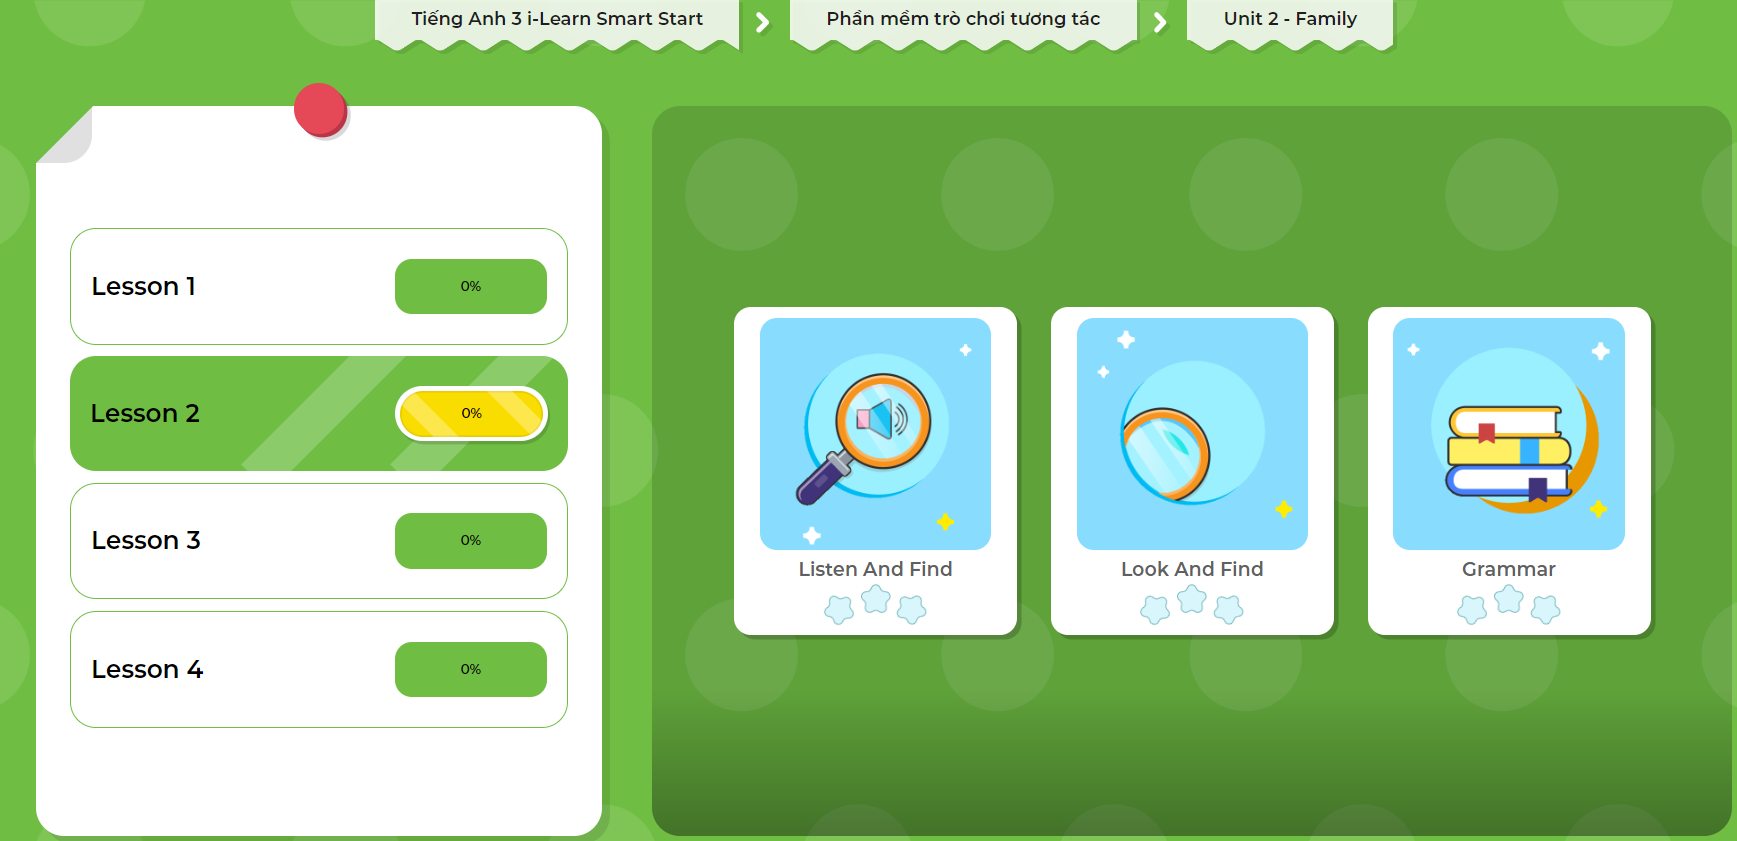 Tiếng Anh 3 i-Learn Smart Start
Phần mềm trò chơi tương tác
Unit 2 - Family
Lesson 1
0%
Lesson 2
0%
Lesson 3
0%
Lesson 4
0%
Listen And Find
Look And Find
Grammar